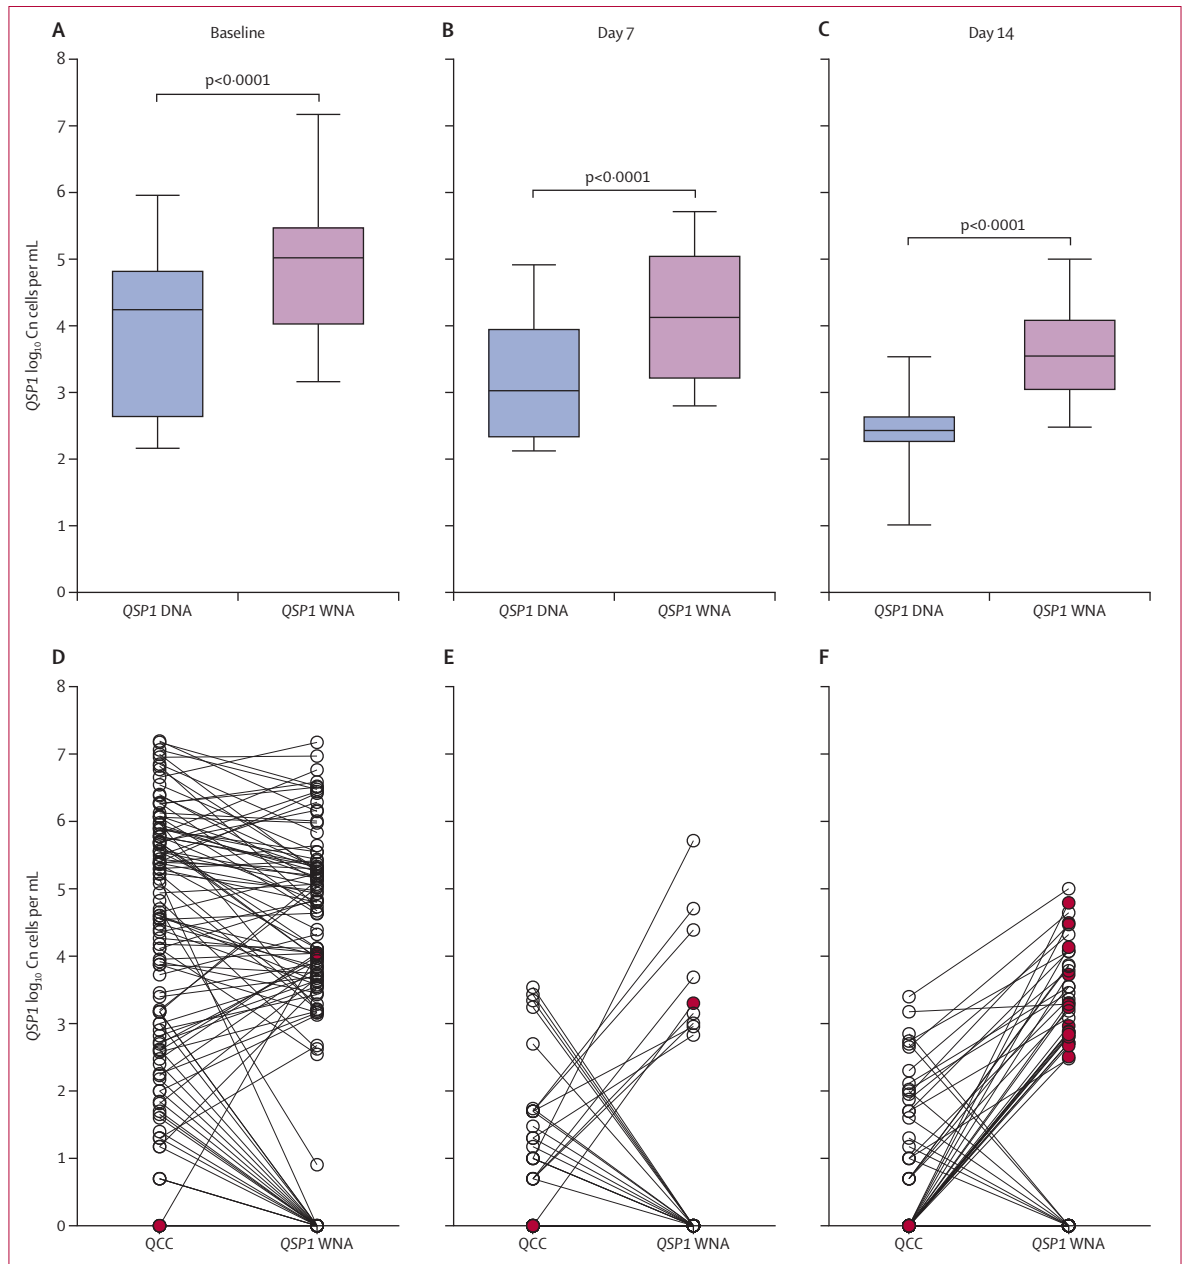 A
Baseline
B
Day 7
C
Day 14
QSP1 log₁₀ Cn cells per mL
8
7
6
5
4
3
2
1
0
p<0·0001
p<0·0001
p<0·0001
QSP1 DNA
QSP1 WNA
QSP1 DNA
QSP1 WNA
QSP1 DNA
QSP1 WNA
D
E
F
QSP1 log₁₀ Cn cells per mL
8
7
6
5
4
3
2
1
0
QCC
QSP1 WNA
QCC
QSP1 WNA
QCC
QSP1 WNA